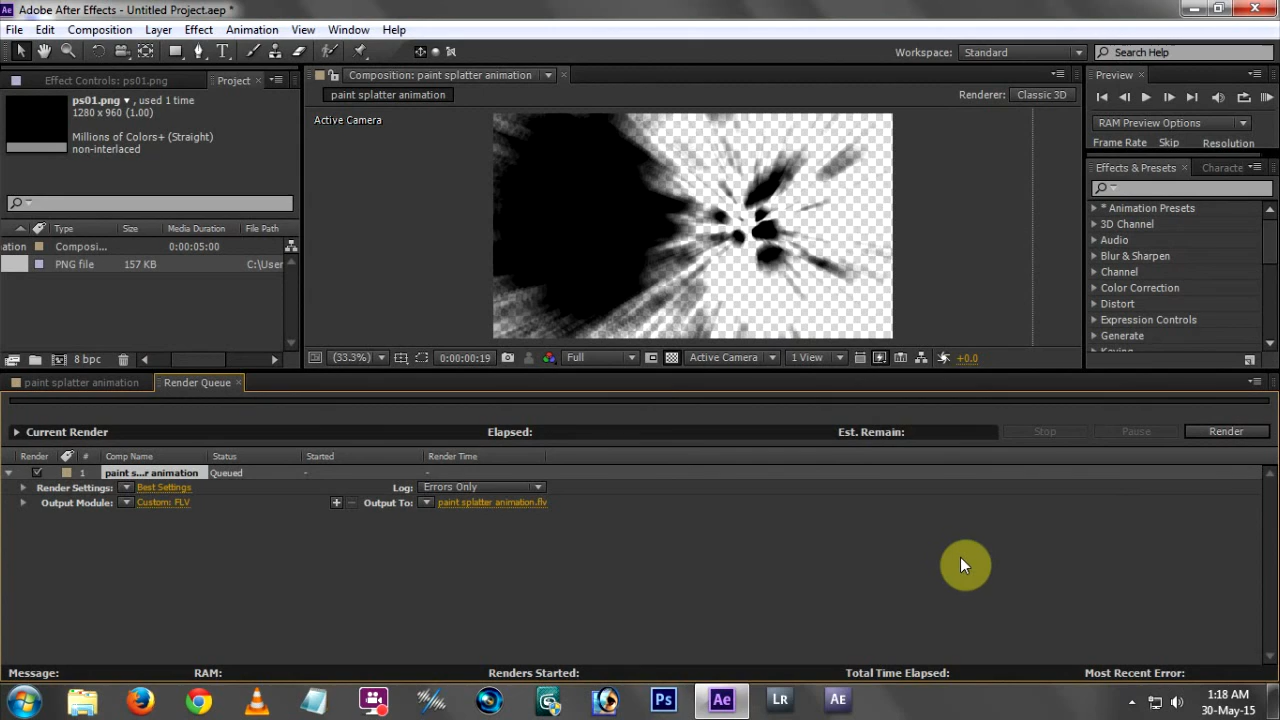 Ae Adobe After Effects - Untitled Project.aep *
File Edit Composition Layer Effect Animation View Window Help
Workspace: Standard Search Help
Effect Controls: ps01.png Project
ps01.png ▾, used 1 time
1280 x 960 (1.00)
Millions of Colors+ (Straight)
non-interlaced
Type Size Media Duration File Path
ation Composi... 0:00:05:00
PNG file 157 KB C:\User
8 bpc
Composition: paint splatter animation
paint splatter animation
Renderer: Classic 3D
Active Camera
(33.3%) 0:00:00:19 Full Active Camera 1 View +0.0
Preview
RAM Preview Options
Frame Rate Skip Resolution
Effects & Presets Characte
* Animation Presets
3D Channel
Audio
Blur & Sharpen
Channel
Color Correction
Distort
Expression Controls
Generate
Keying
paint splatter animation Render Queue
Current Render Elapsed: Est. Remain: Stop Pause Render
Render # Comp Name Status Started Render Time
1 paint s...r animation Queued - -
Render Settings: Best Settings Log: Errors Only
Output Module: Custom: FLV Output To: paint splatter animation.flv
Message: RAM: Renders Started: Total Time Elapsed: Most Recent Error:
Ps Ae LR AE
1:18 AM
30-May-15